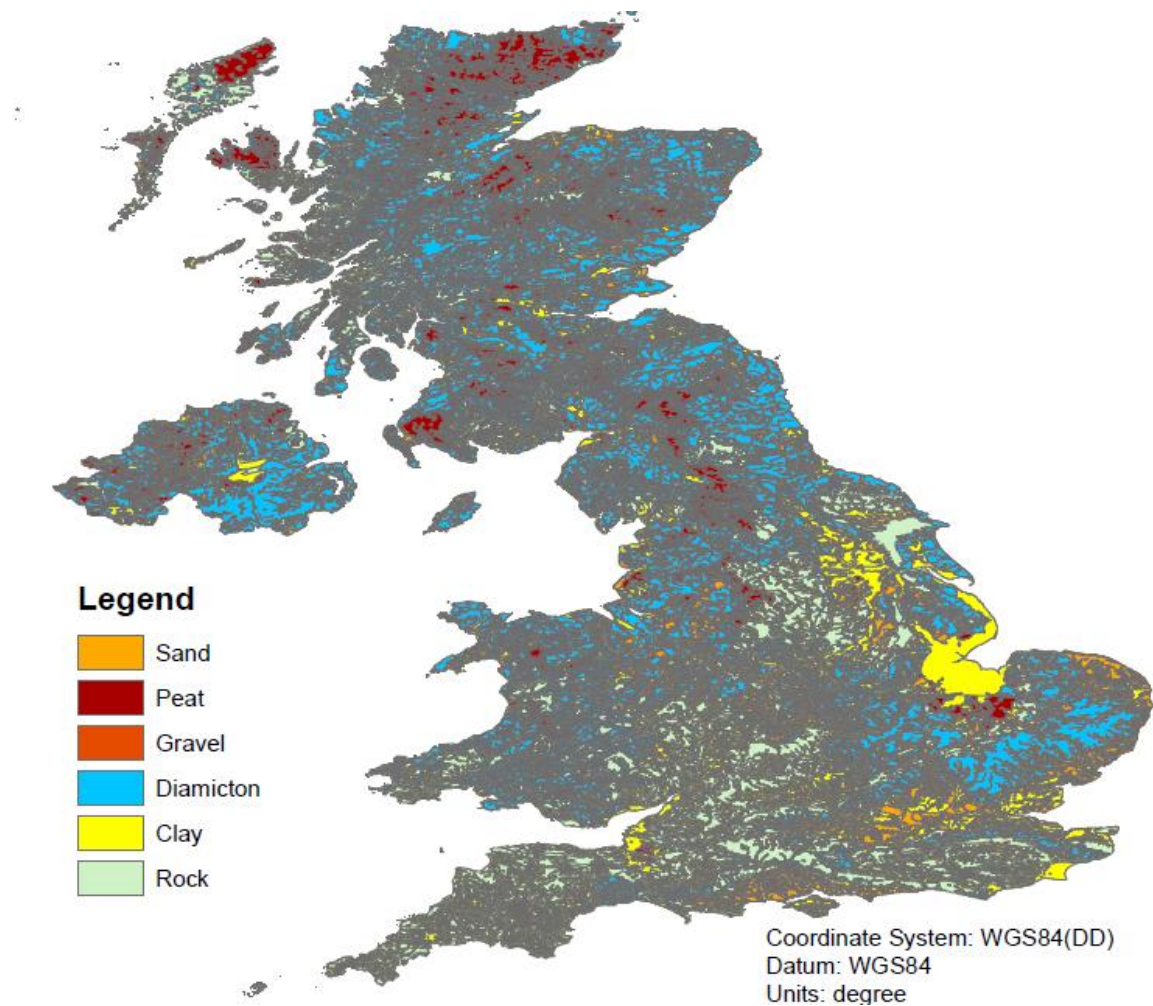 Legend
Sand
Peat
Gravel
Diamicton
Clay
Rock
Coordinate System: WGS84(DD)
Datum: WGS84
Units: degree